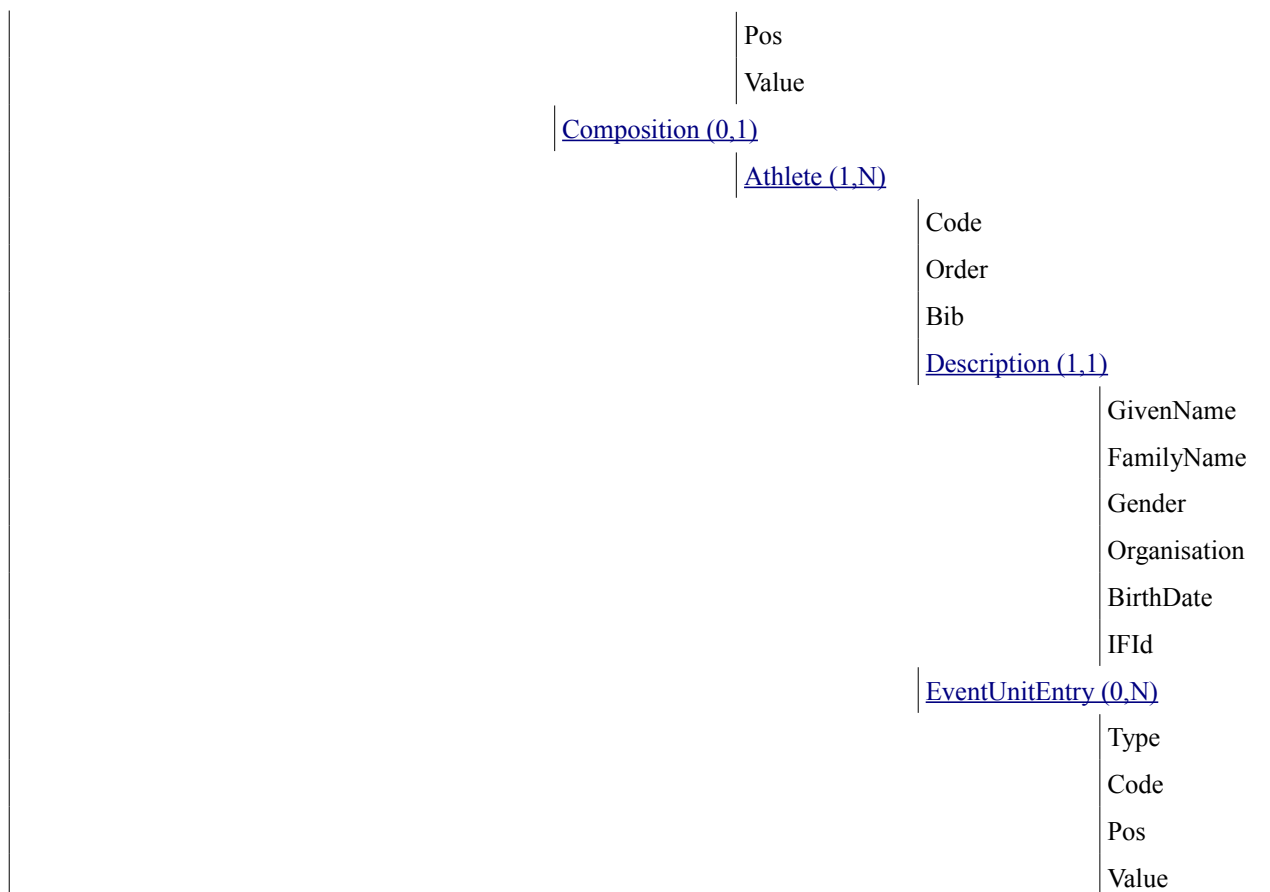 Pos
Value
Composition (0,1)
Athlete (1,N)
Code
Order
Bib
Description (1,1)
GivenName
FamilyName
Gender
Organisation
BirthDate
IFId
EventUnitEntry (0,N)
Type
Code
Pos
Value